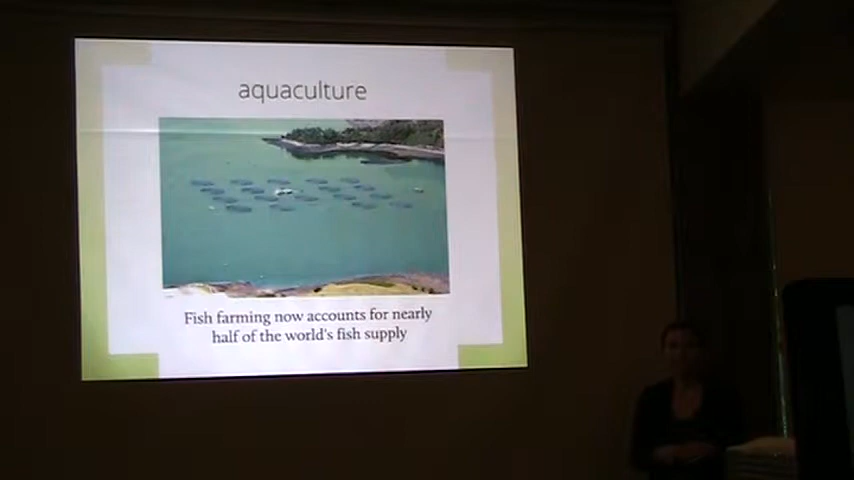 aquaculture
Fish farming now accounts for nearly
half of the world's fish supply